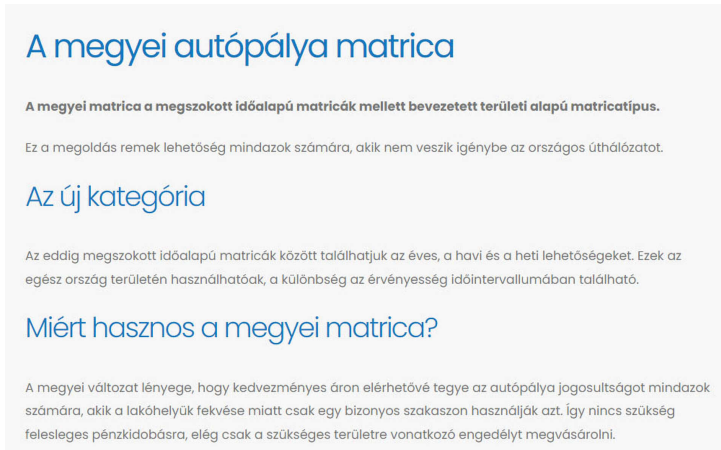 A megyei autópálya matrica
A megyei matrica a megszokott időalapú matricák mellett bevezetett területi alapú matricatípus.
Ez a megoldás remek lehetőség mindazok számára, akik nem veszik igénybe az országos úthálózatot.
Az új kategória
Az eddig megszokott időalapú matricák között találhatjuk az éves, a havi és a heti lehetőségeket. Ezek az
egész ország területén használhatóak, a különbség az érvényesség időintervallumában található.
Miért hasznos a megyei matrica?
A megyei változat lényege, hogy kedvezményes áron elérhetővé tegye az autópálya jogosultságot mindazok
számára, akik a lakóhelyük fekvése miatt csak egy bizonyos szakaszon használják azt. Így nincs szükség
felesleges pénzkidobásra, elég csak a szükséges területre vonatkozó engedélyt megvásárolni.